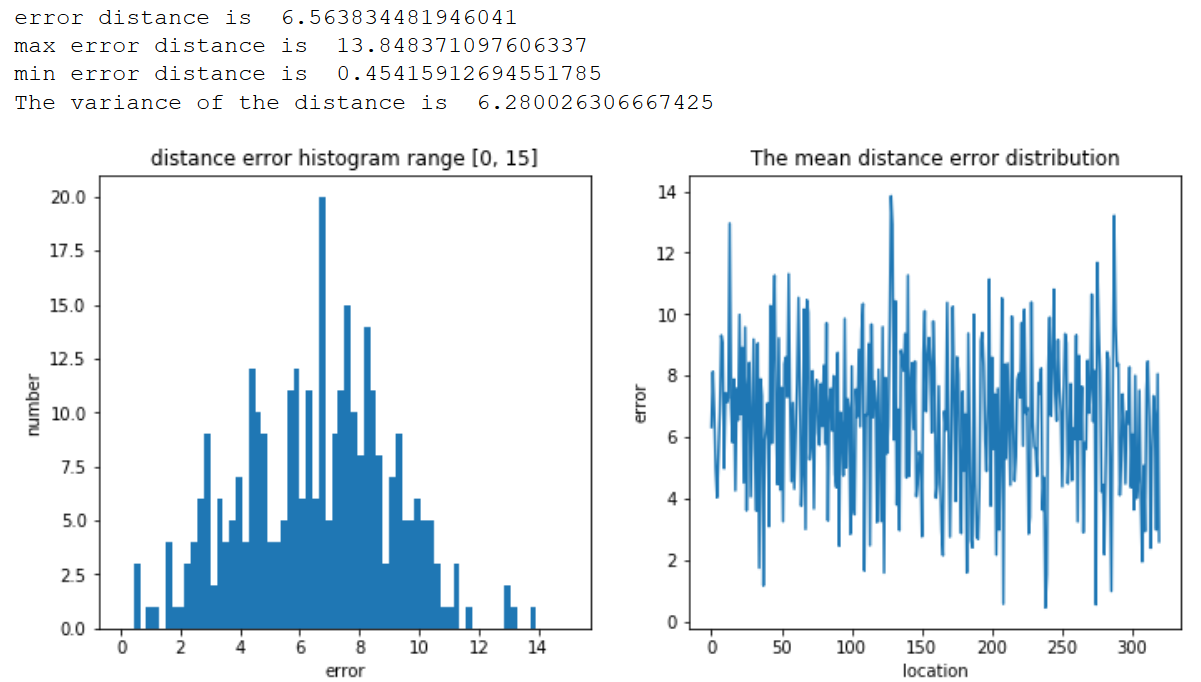 error distance is  6.563834481946041
max error distance is  13.848371097606337
min error distance is  0.45415912694551785
The variance of the distance is  6.280026306667425
distance error histogram range [0, 15]
number
20.0
17.5
15.0
12.5
10.0
7.5
5.0
2.5
0.0
0 2 4 6 8 10 12 14
error
The mean distance error distribution
error
14
12
10
8
6
4
2
0
0 50 100 150 200 250 300
location